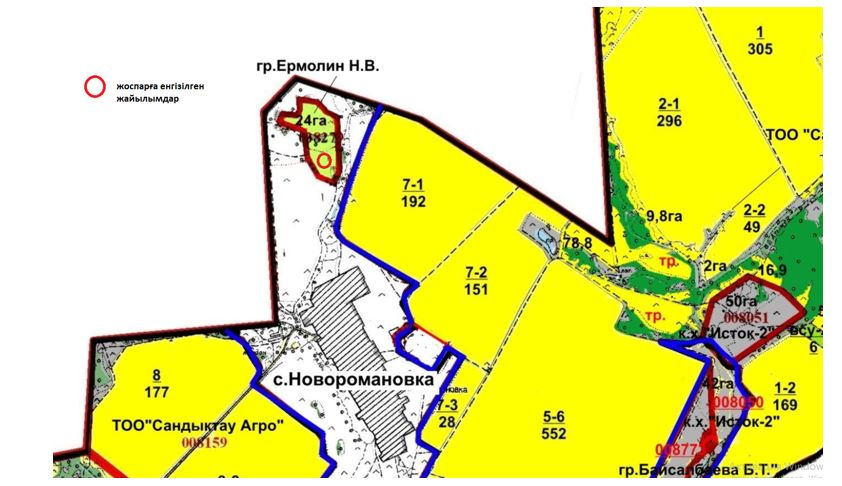 гр.Ермолин Н.В.
жоспарға енгізілген
жайылымдар
24га
1
305
2-1
296
ТОО "Са
7-1
192
9,8га
2-2
49
78,8
тр.
2га
16,9
7-2
151
50га
008051
тр.
к.х."Исток-2"
всу-
6
8
177
с.Новоромановка
42га
1-2
169
008050
7-3
28
5-6
552
к.х."Исток-2"
ТОО"Сандыктау Агро"
008159
00877
гр.Байсалбаева Б.Т."